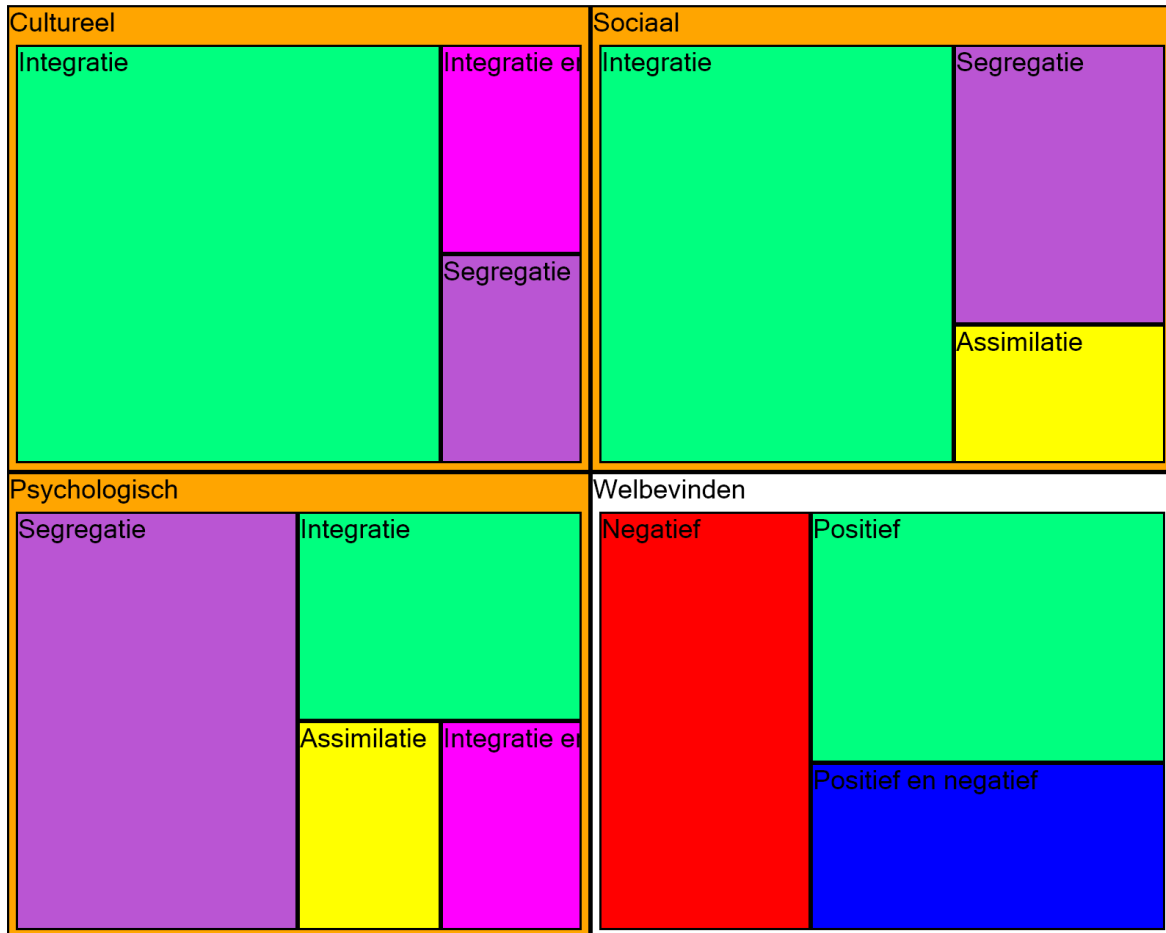 Cultureel
Integratie
Integratie
Segregatie
Sociaal
Integratie
Segregatie
Assimilatie
Psychologisch
Segregatie
Integratie
Assimilatie
Integratie
Welbevinden
Negatief
Positief
Positief en negatief